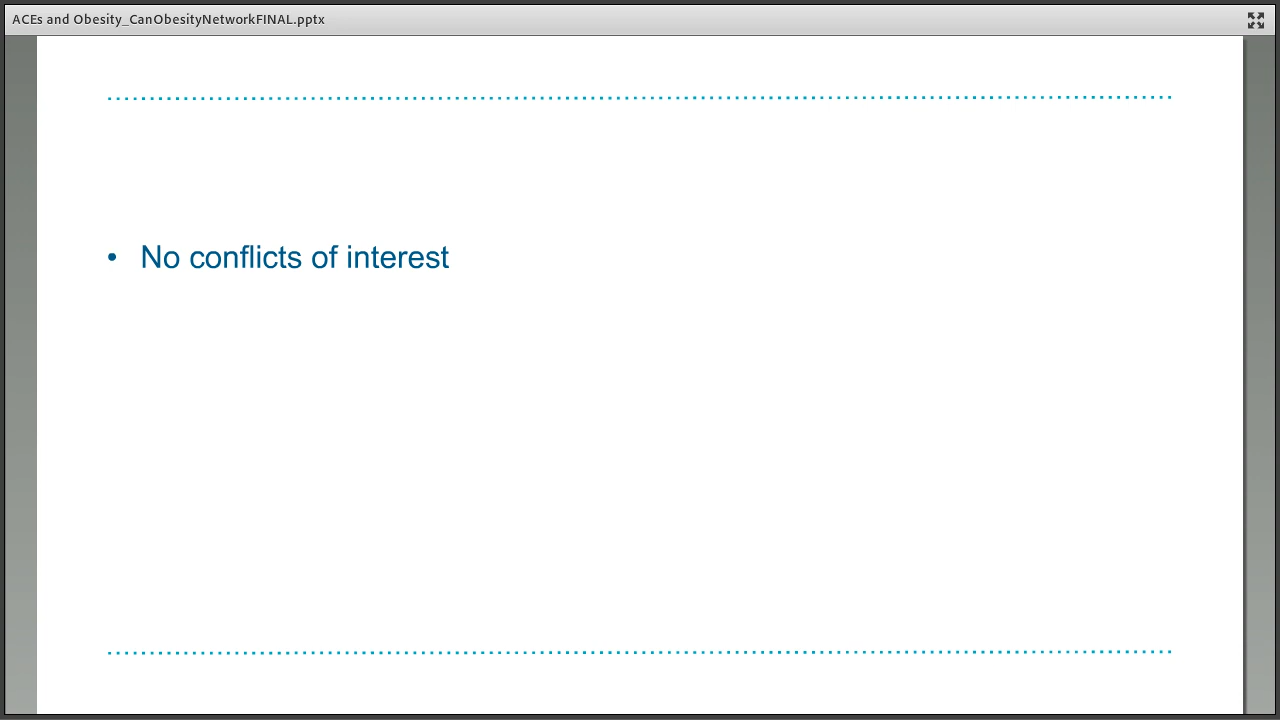 ACEs and Obesity_CanObesityNetworkFINAL.pptx
• No conflicts of interest